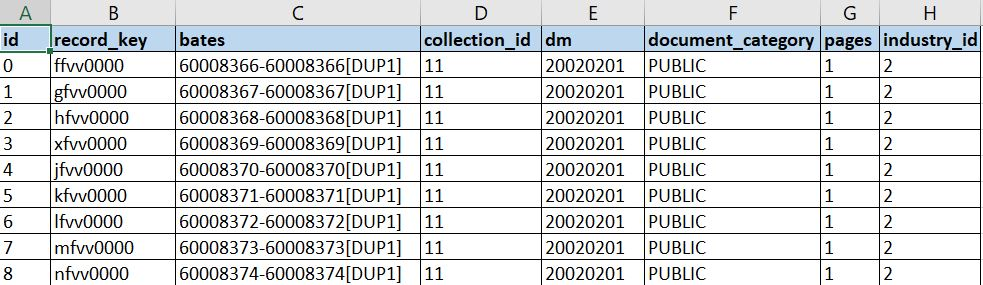 A B C D E F G H
id record_key bates collection_id dm document_category pages industry_id
0 ffvv0000 60008366-60008366[DUP1] 11 20020201 PUBLIC 1 2
1 gfvv0000 60008367-60008367[DUP1] 11 20020201 PUBLIC 1 2
2 hfvv0000 60008368-60008368[DUP1] 11 20020201 PUBLIC 1 2
3 xfvv0000 60008369-60008369[DUP1] 11 20020201 PUBLIC 1 2
4 jfvv0000 60008370-60008370[DUP1] 11 20020201 PUBLIC 1 2
5 kfvv0000 60008371-60008371[DUP1] 11 20020201 PUBLIC 1 2
6 lfvv0000 60008372-60008372[DUP1] 11 20020201 PUBLIC 1 2
7 mfvv0000 60008373-60008373[DUP1] 11 20020201 PUBLIC 1 2
8 nfvv0000 60008374-60008374[DUP1] 11 20020201 PUBLIC 1 2